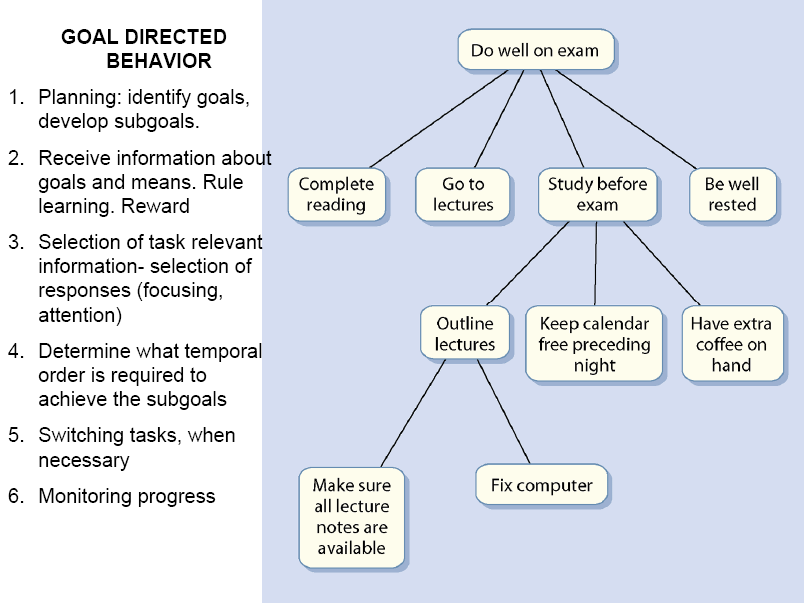 GOAL DIRECTED
BEHAVIOR
1. Planning: identify goals,
develop subgoals.
2. Receive information about
goals and means. Rule
learning. Reward
3. Selection of task relevant
information- selection of
responses (focusing,
attention)
4. Determine what temporal
order is required to
achieve the subgoals
5. Switching tasks, when
necessary
6. Monitoring progress
Do well on exam
Complete
reading
Go to
lectures
Study before
exam
Be well
rested
Outline
lectures
Keep calendar
free preceding
night
Have extra
coffee on
hand
Make sure
all lecture
notes are
available
Fix computer